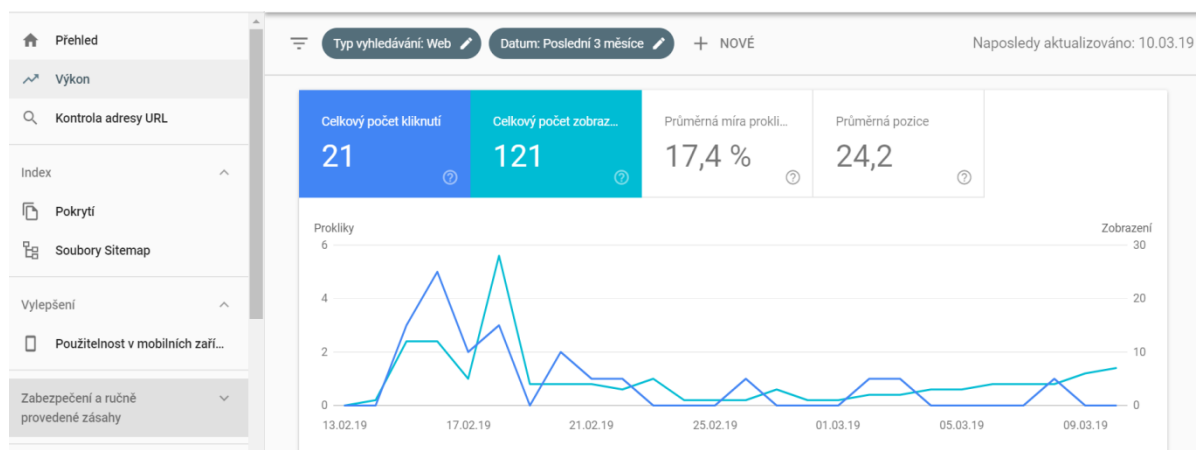 Přehled
Výkon
Kontrola adresy URL
Index
Pokrytí
Soubory Sitemap
Vylepšení
Použitelnost v mobilních zaří...
Zabezpečení a ručně
provedené zásahy
Typ vyhledávání: Web
Datum: Poslední 3 měsíce
+ NOVÉ
Naposledy aktualizováno: 10.03.19
Celkový počet kliknutí
21
Celkový počet zobraz...
121
Průměrná míra prokli...
17,4 %
Průměrná pozice
24,2
Prokliky
Zobrazení
6
30
4
20
2
10
0
0
13.02.19 17.02.19 21.02.19 25.02.19 01.03.19 05.03.19 09.03.19